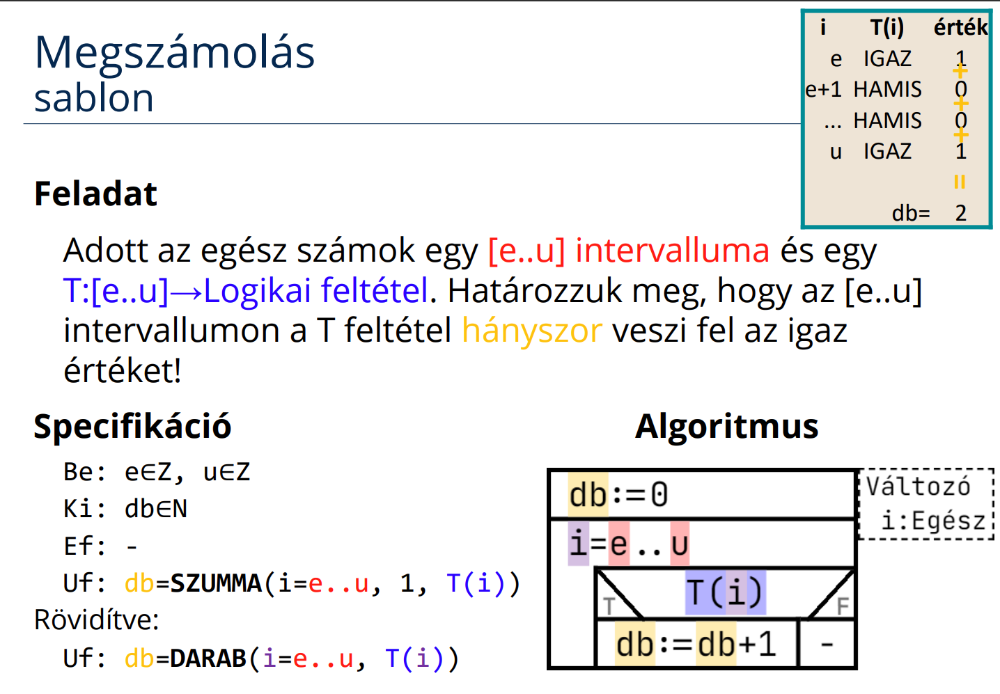 Megszámolás
sablon
i T(i) érték
e IGAZ 1
+
e+1 HAMIS 0
+
... HAMIS 0
+
u IGAZ 1
=
db= 2
Feladat
Adott az egész számok egy [e..u] intervalluma és egy
T:[e..u]→Logikai feltétel. Határozzuk meg, hogy az [e..u]
intervallumon a T feltétel hányszor veszi fel az igaz
értéket!
Specifikáció
Be: e∈Z, u∈Z
Ki: db∈N
Ef: -
Uf: db=SZUMMA(i=e..u, 1, T(i))
Rövidítve:
Uf: db=DARAB(i=e..u, T(i))
Algoritmus
db:=0
i=e..u
T T(i) F
db:=db+1 -
Változó
i:Egész